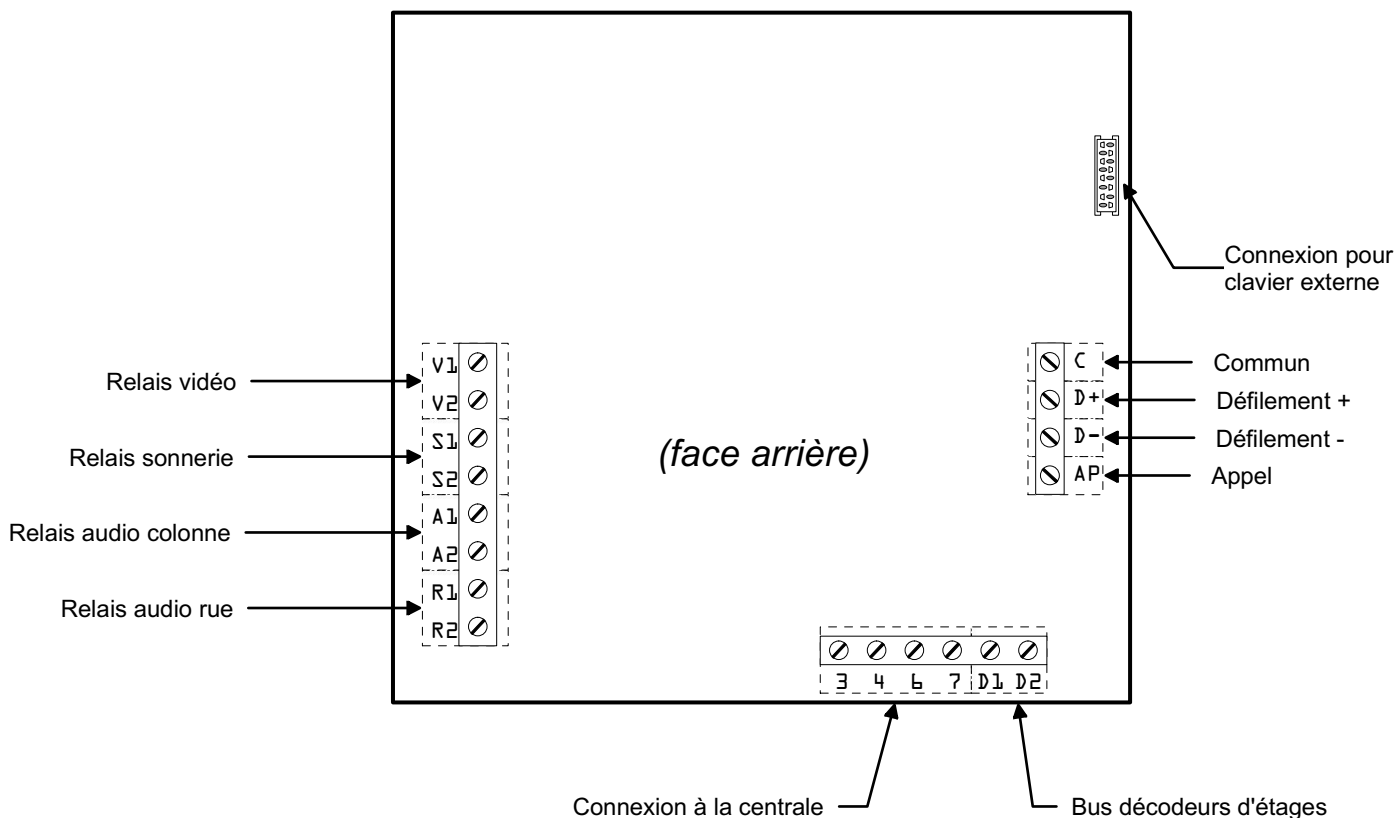 Connexion pour
clavier externe
V1
V2
S1
S2
A1
A2
R1
R2
Relais vidéo
Relais sonnerie
Relais audio colonne
Relais audio rue
(face arrière)
C
D+
D-
AP
Commun
Défilement +
Défilement -
Appel
3 4 6 7 D1 D2
Connexion à la centrale
Bus décodeurs d'étages